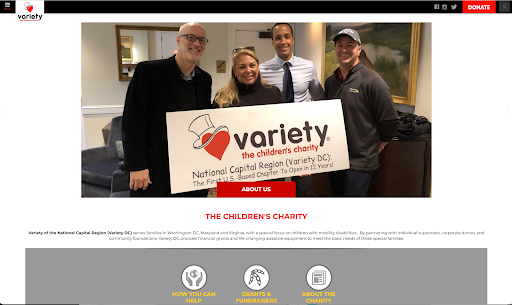 variety
DONATE
variety®
the children's charity
National Capital Region (Variety DC):
The First U.S.-Based Chapter To Open in 12 Years!
ABOUT US
THE CHILDREN'S CHARITY
Variety of the National Capital Region (Variety DC) serves families in Washington DC, Maryland and Virginia, with a special focus on children with mobility disabilities. By partnering with individual supporters, corporate donors and
community foundations, Variety DC provides financial grants and life-changing adaptive equipment to meet the basic needs of these special families.
HOW YOU CAN
HELP
GRANTS &
FUNDRAISERS
ABOUT THE
CHARITY